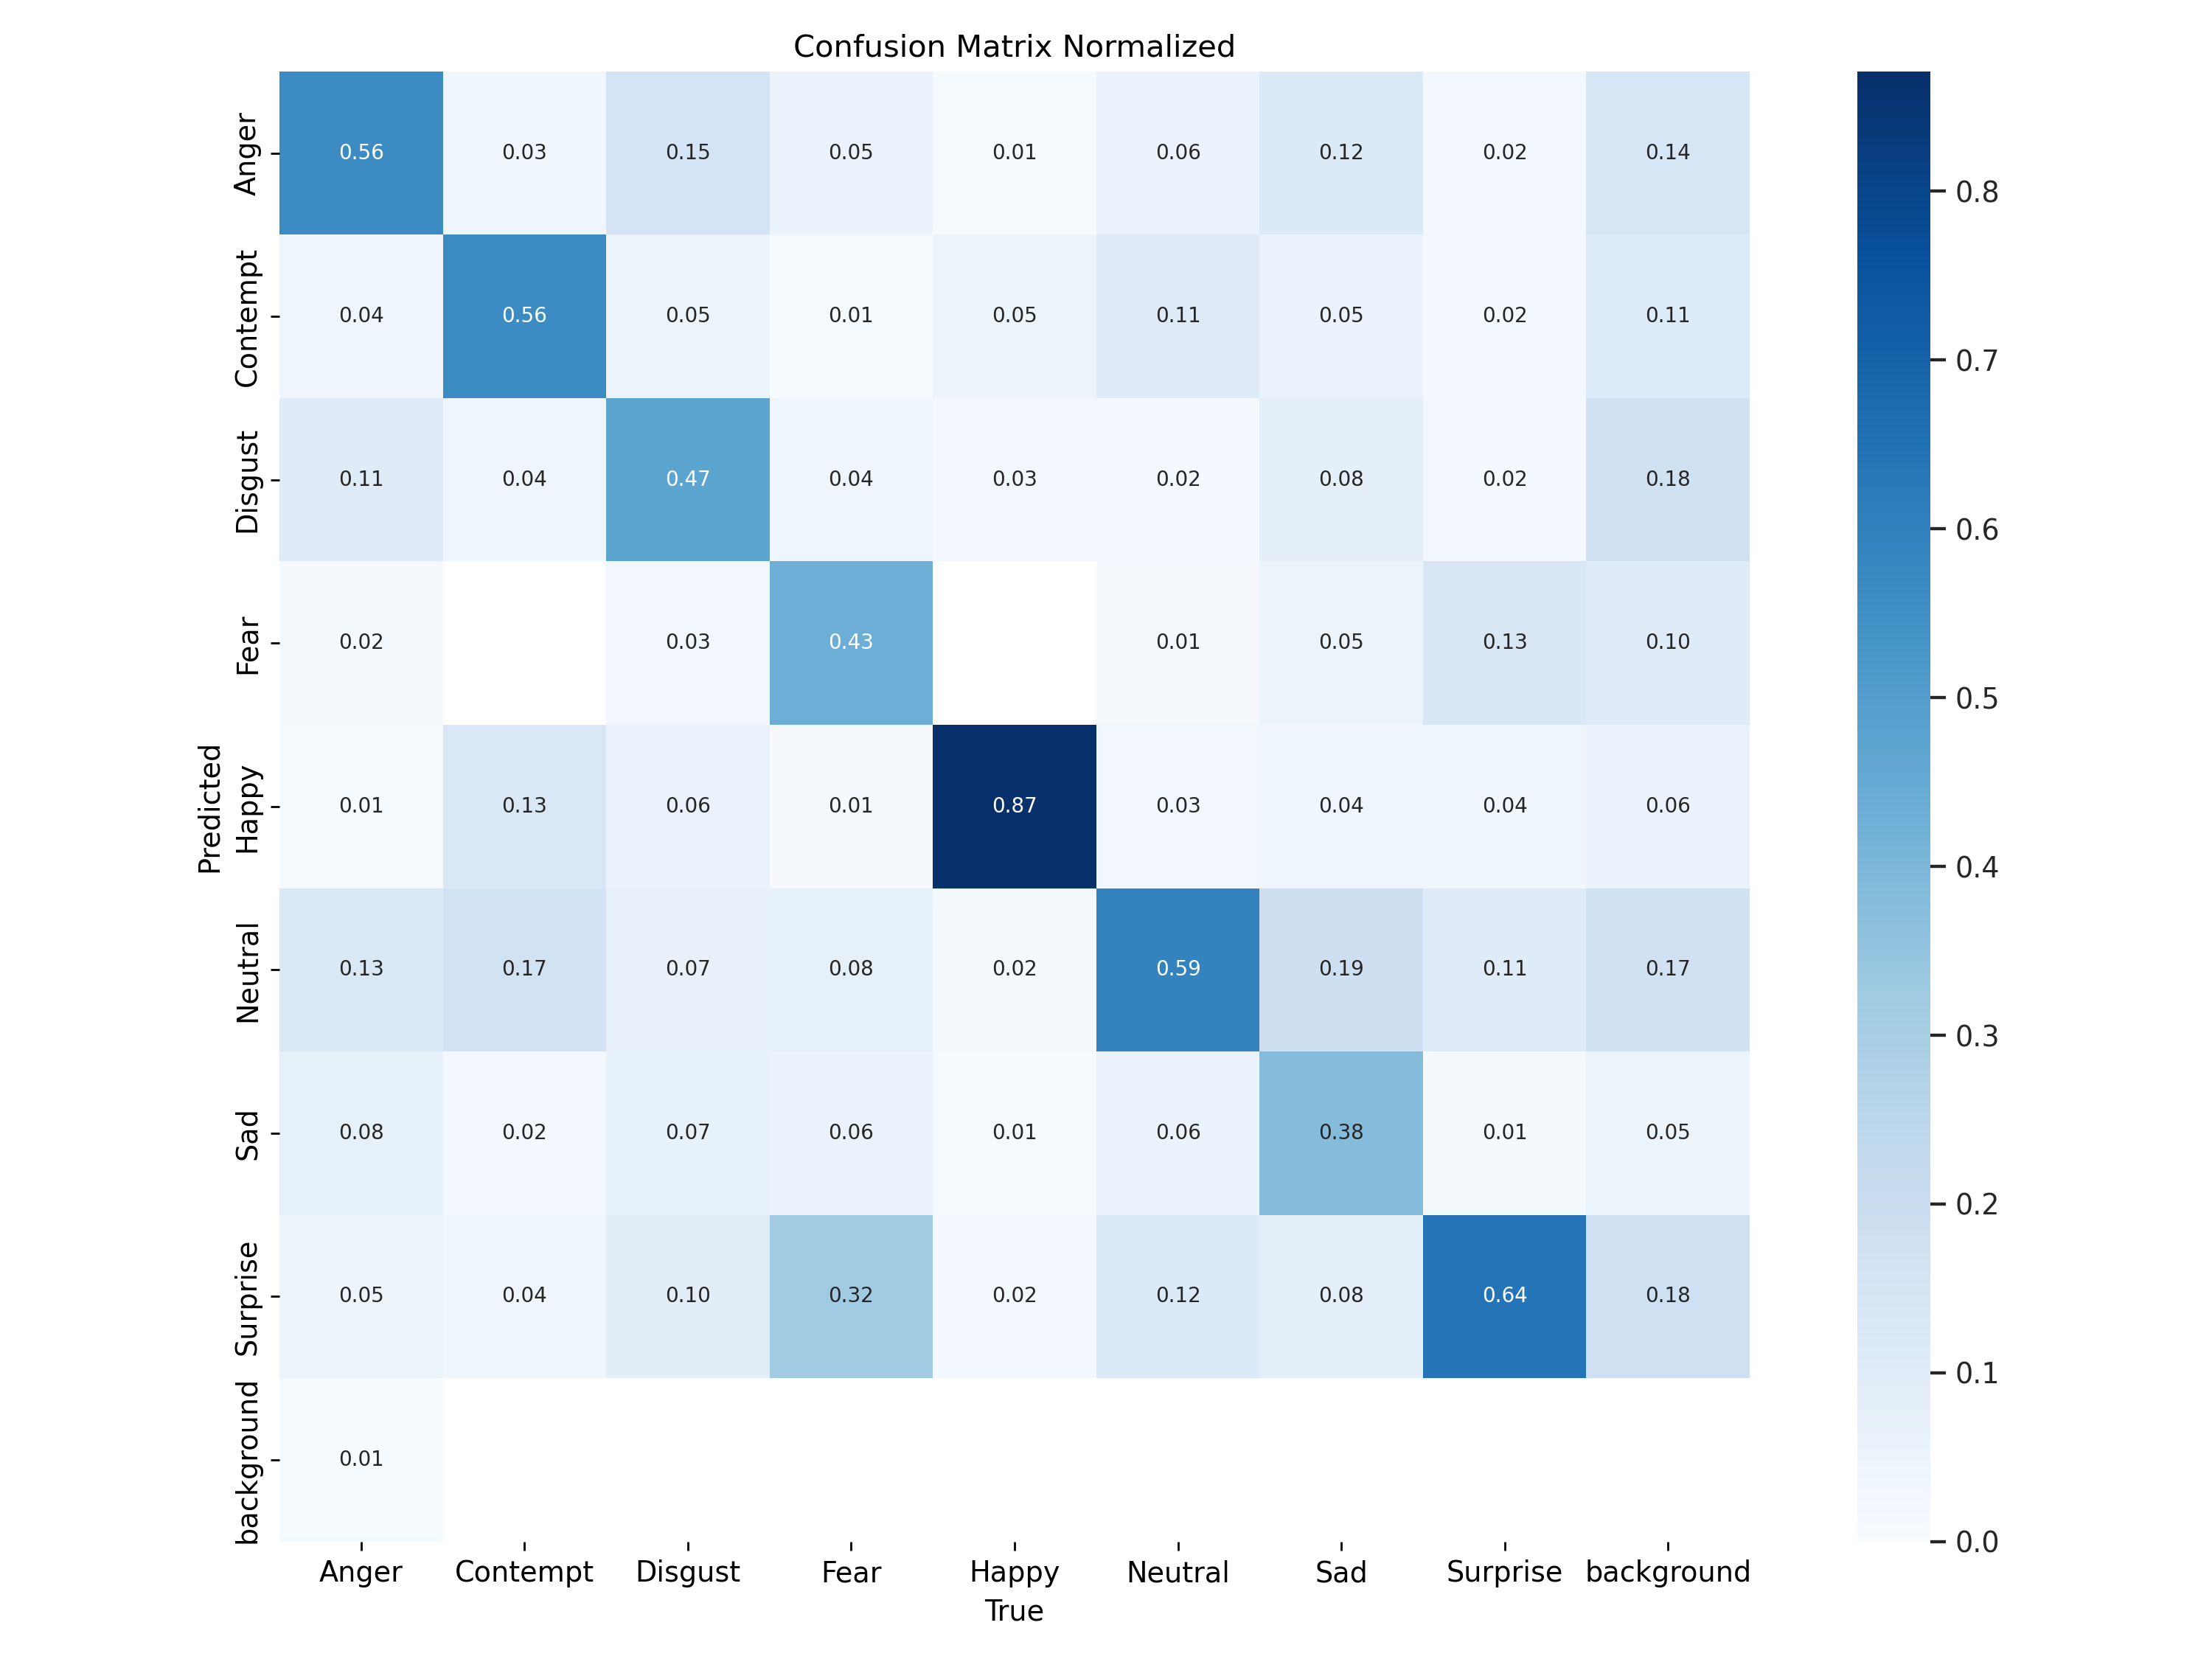 Confusion Matrix Normalized
Anger 0.56 0.03 0.15 0.05 0.01 0.06 0.12 0.02 0.14
Contempt 0.04 0.56 0.05 0.01 0.05 0.11 0.05 0.02 0.11
Disgust 0.11 0.04 0.47 0.04 0.03 0.02 0.08 0.02 0.18
Fear 0.02 0.03 0.43 0.01 0.05 0.13 0.10
Happy 0.01 0.13 0.06 0.01 0.87 0.03 0.04 0.04 0.06
Neutral 0.13 0.17 0.07 0.08 0.02 0.59 0.19 0.11 0.17
Sad 0.08 0.02 0.07 0.06 0.01 0.06 0.38 0.01 0.05
Surprise 0.05 0.04 0.10 0.32 0.02 0.12 0.08 0.64 0.18
background 0.01
Predicted
Anger Contempt Disgust Fear Happy Neutral Sad Surprise background
True
0.8
0.7
0.6
0.5
0.4
0.3
0.2
0.1
0.0